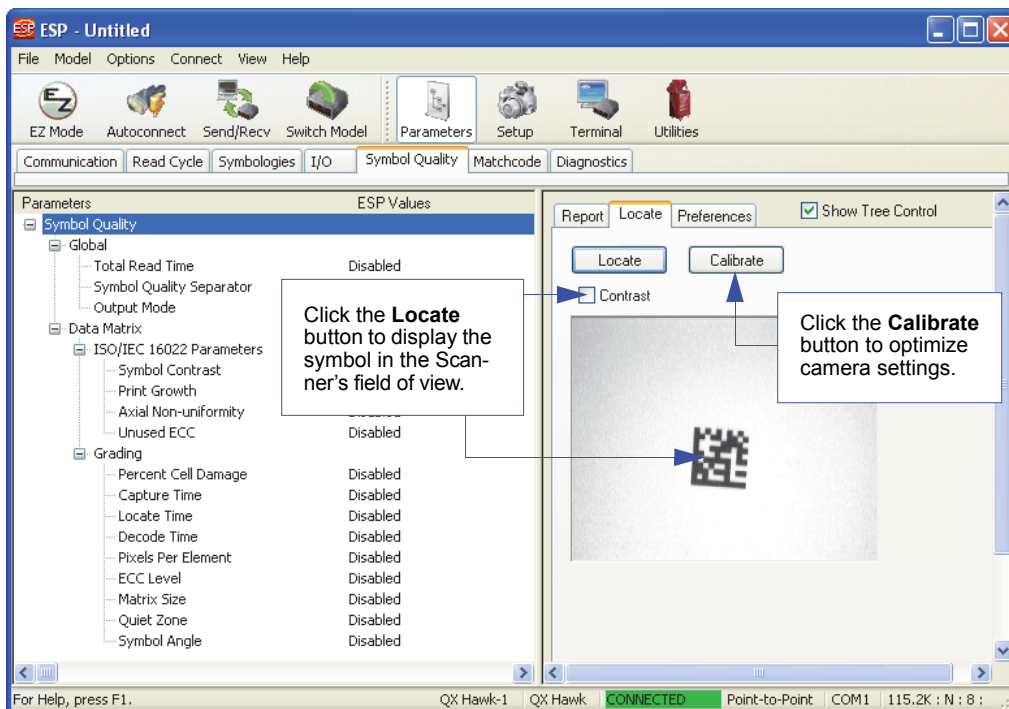 ESP - Untitled
File Model Options Connect View Help
EZ Mode Autoconnect Send/Recv Switch Model Parameters Setup Terminal Utilities
Communication Read Cycle Symbologies I/O Symbol Quality Matchcode Diagnostics
Parameters ESP Values
Symbol Quality
Global
Total Read Time Disabled
Symbol Quality Separator
Output Mode
Data Matrix
ISO/IEC 16022 Parameters
Symbol Contrast
Print Growth
Axial Non-uniformity
Unused ECC Disabled
Grading
Percent Cell Damage Disabled
Capture Time Disabled
Locate Time Disabled
Decode Time Disabled
Pixels Per Element Disabled
ECC Level Disabled
Matrix Size Disabled
Quiet Zone Disabled
Symbol Angle Disabled
Click the Locate
button to display the
symbol in the Scan-
ner's field of view.
Report Locate Preferences Show Tree Control
Locate Calibrate
Contrast
Click the Calibrate
button to optimize
camera settings.
For Help, press F1. QX Hawk-1 QX Hawk CONNECTED Point-to-Point COM1 115.2K : N : 8 :